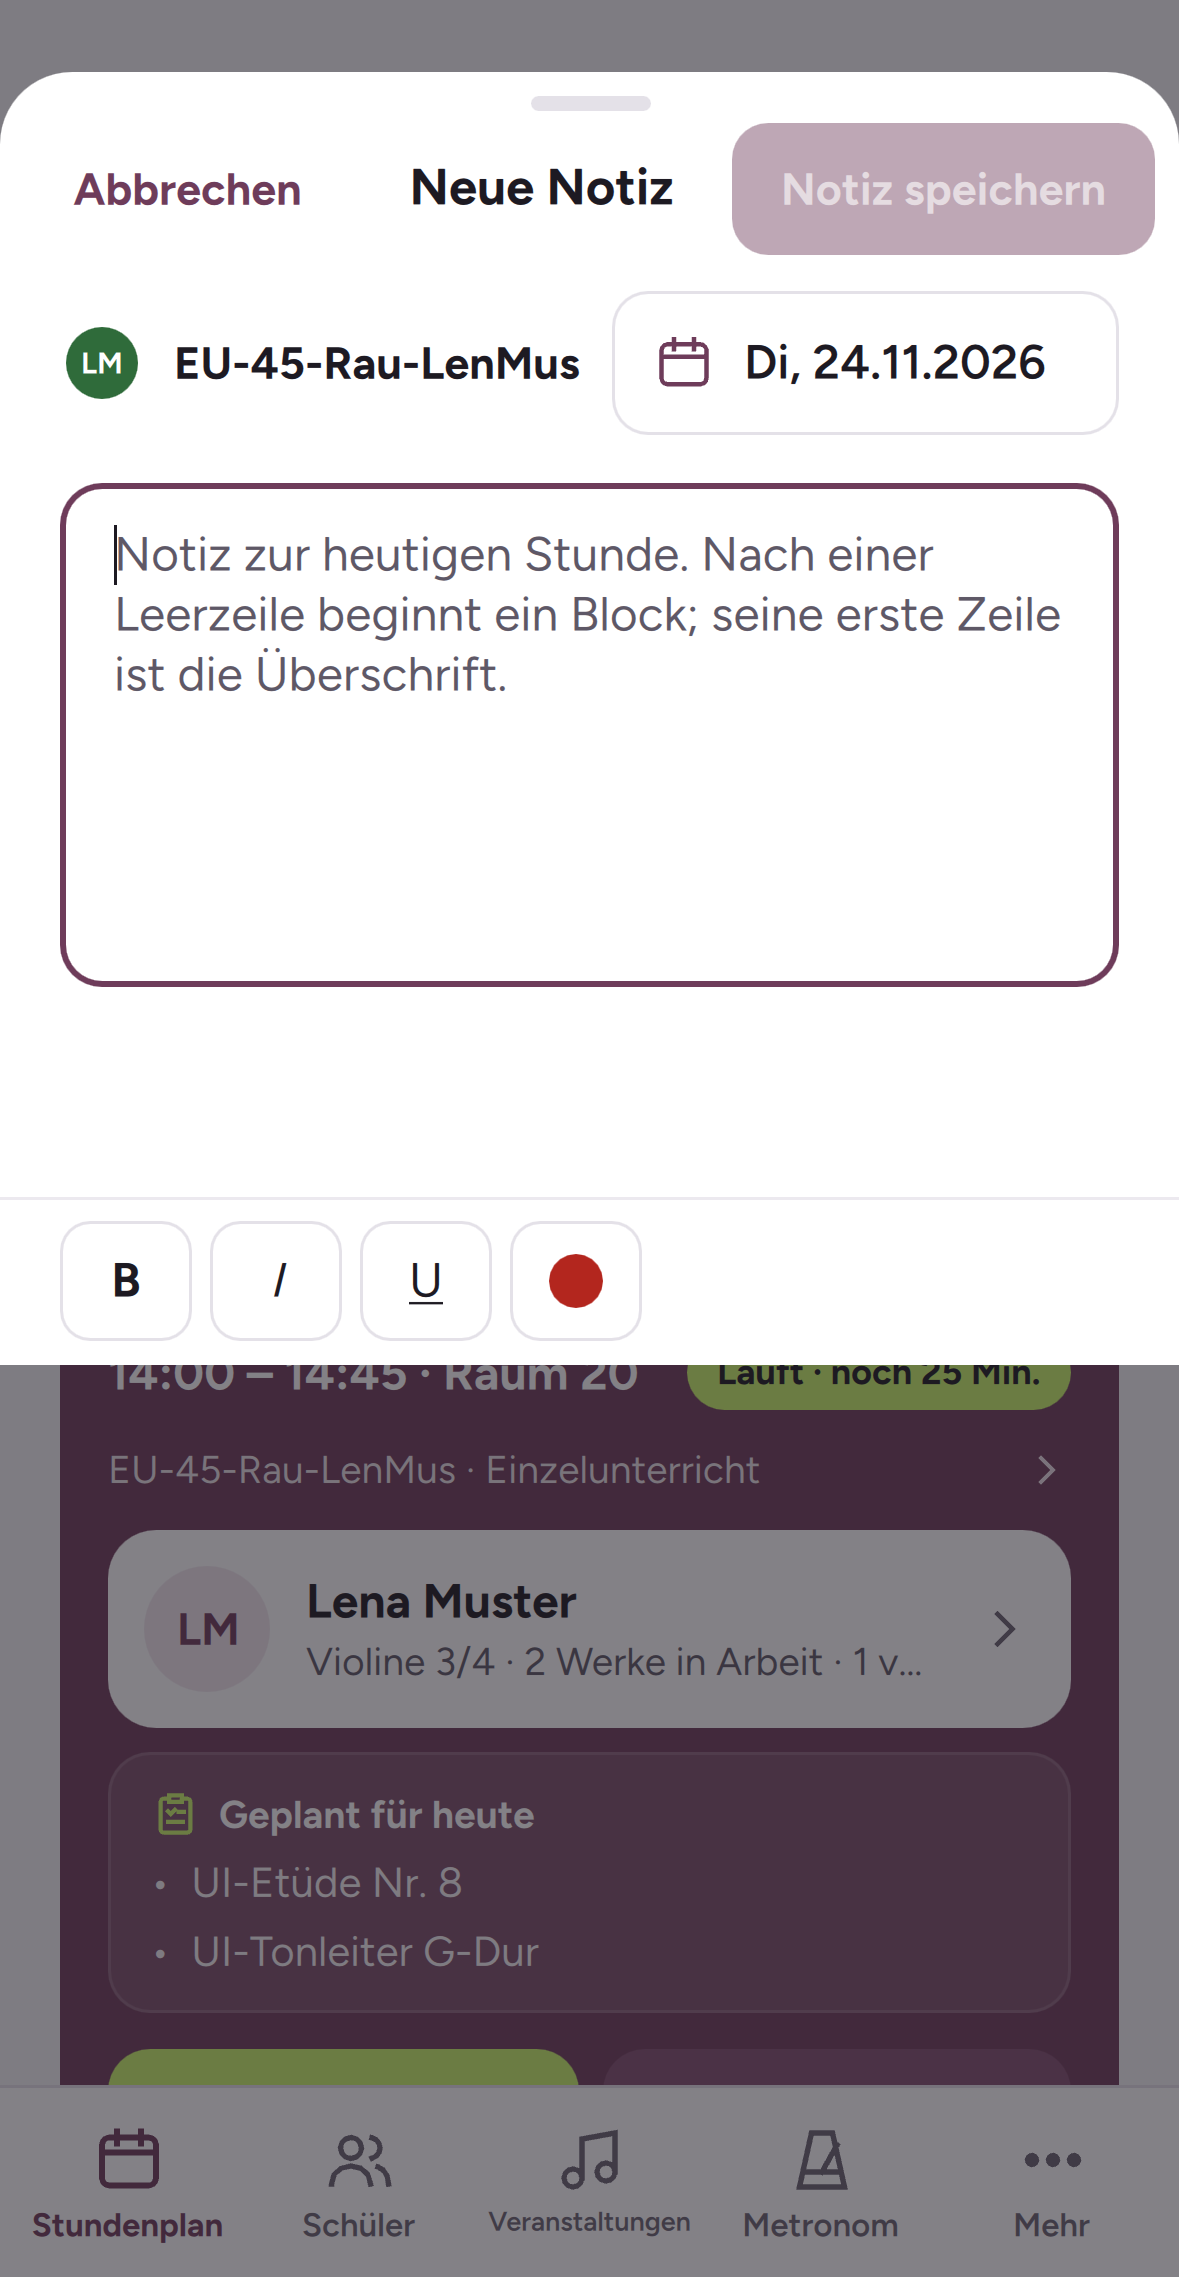 Abbrechen
Neue Notiz
Notiz speichern
LM
EU-45-Rau-LenMus
Di, 24.11.2026
Notiz zur heutigen Stunde. Nach einer
Leerzeile beginnt ein Block; seine erste Zeile
ist die Überschrift.
B
I
U
14:00 – 14:45 · Raum 20
Läuft · noch 25 Min.
EU-45-Rau-LenMus · Einzelunterricht
LM
Lena Muster
Violine 3/4 · 2 Werke in Arbeit · 1 v...
Geplant für heute
• UI-Etüde Nr. 8
• UI-Tonleiter G-Dur
Stundenplan
Schüler
Veranstaltungen
Metronom
Mehr